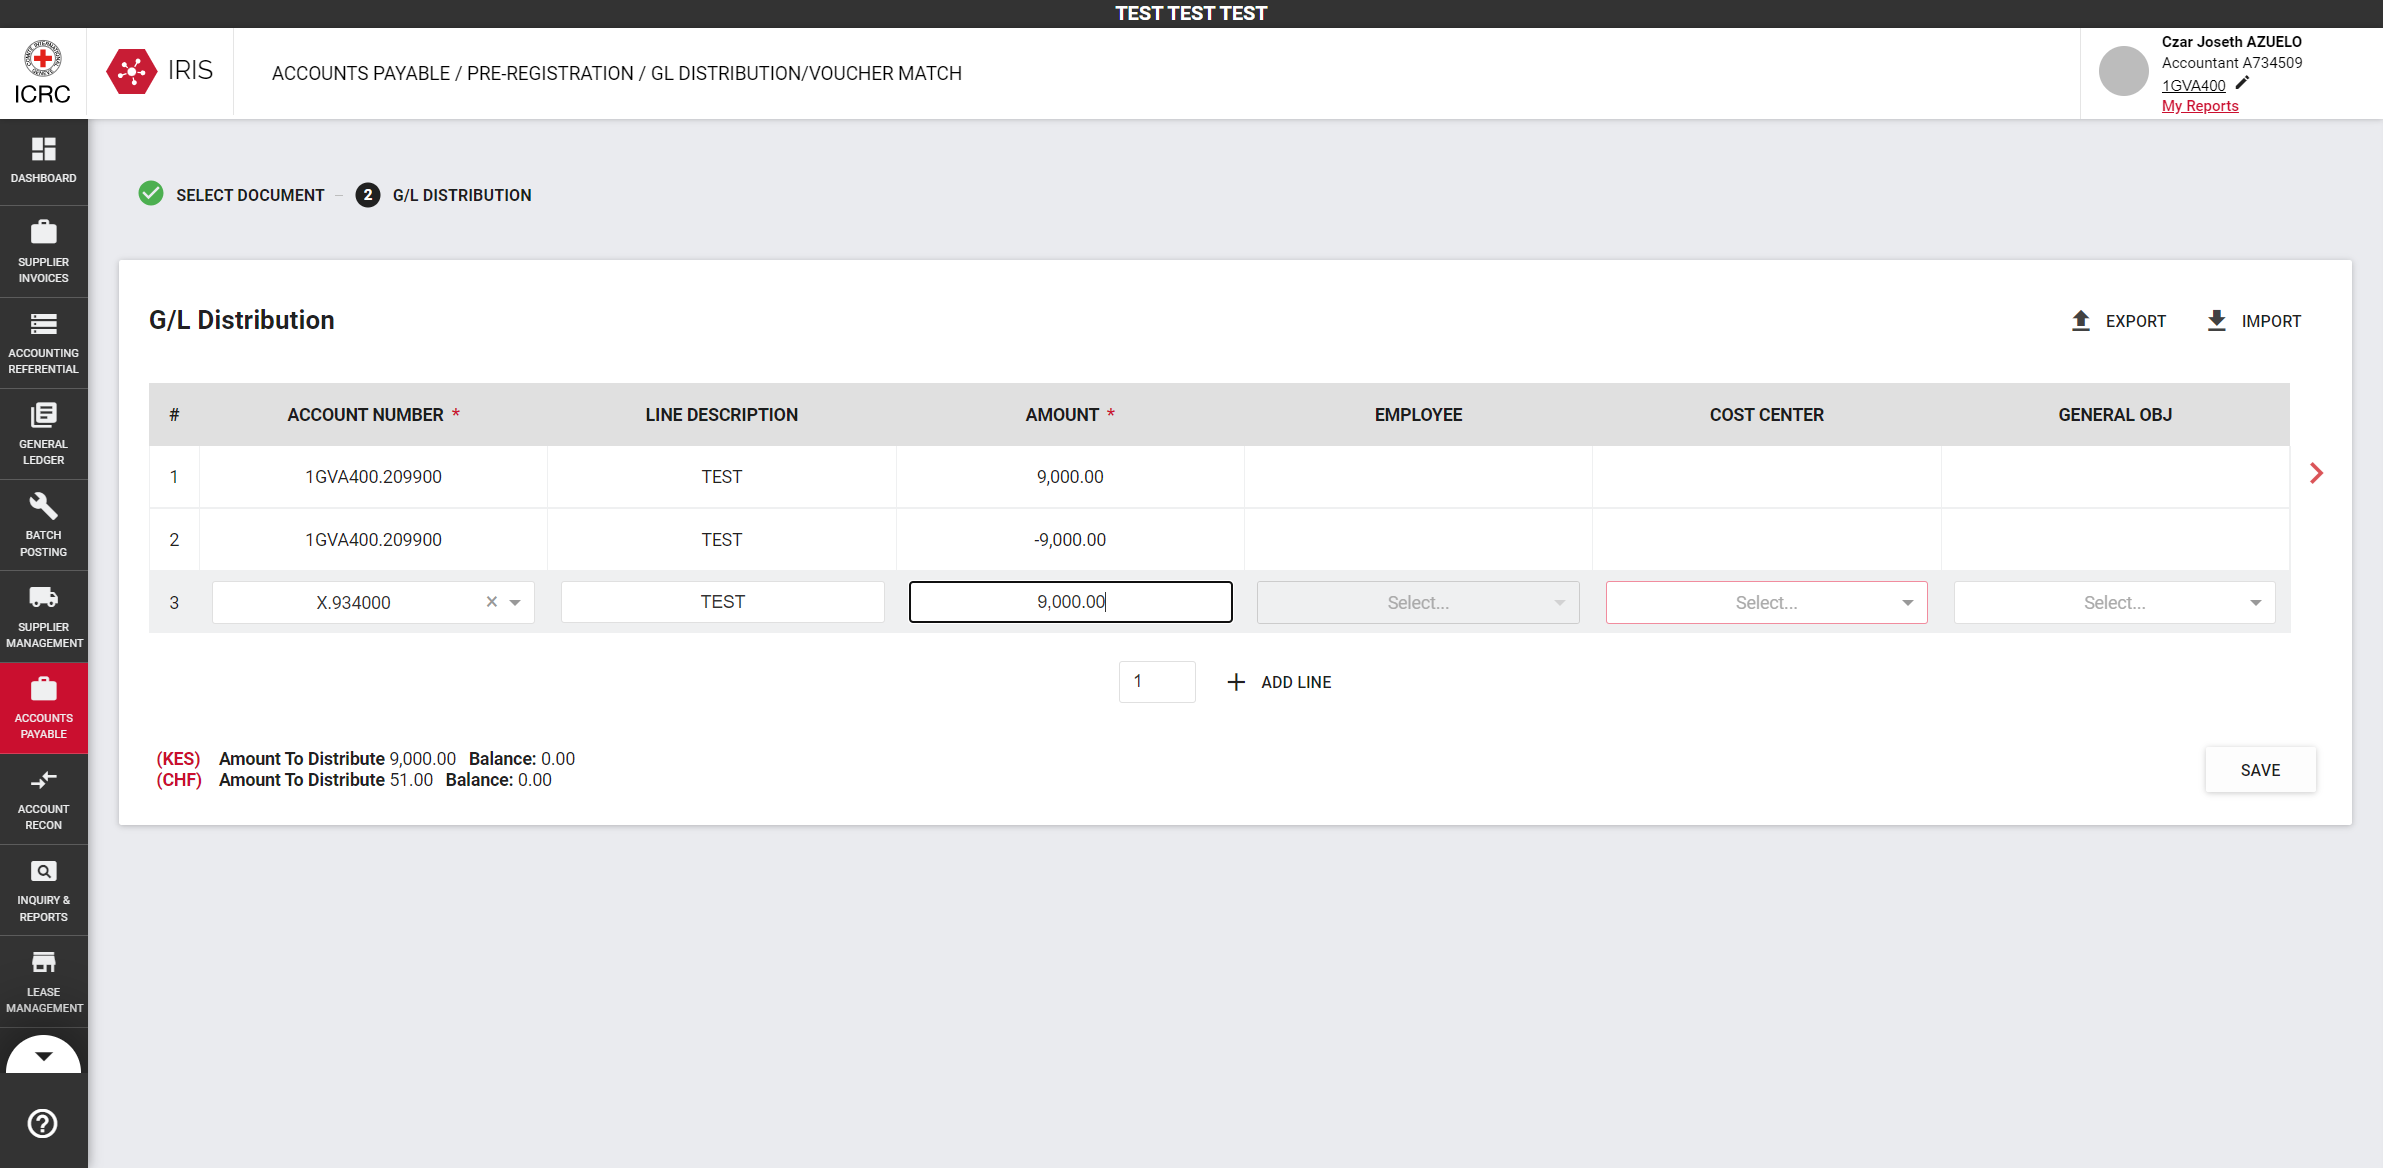 TEST TEST TEST
ICRC
IRIS
ACCOUNTS PAYABLE / PRE-REGISTRATION / GL DISTRIBUTION/VOUCHER MATCH
Czar Joseth AZUELO
Accountant A734509
1GVA400
My Reports
DASHBOARD
SUPPLIER
INVOICES
ACCOUNTING
REFERENTIAL
GENERAL
LEDGER
BATCH
POSTING
SUPPLIER
MANAGEMENT
ACCOUNTS
PAYABLE
ACCOUNT
RECON
INQUIRY &
REPORTS
LEASE
MANAGEMENT
SELECT DOCUMENT – 2 G/L DISTRIBUTION
G/L Distribution
EXPORT IMPORT
# ACCOUNT NUMBER * LINE DESCRIPTION AMOUNT * EMPLOYEE COST CENTER GENERAL OBJ
1 1GVA400.209900 TEST 9,000.00
2 1GVA400.209900 TEST -9,000.00
3 X.934000 × TEST 9,000.00 Select... Select... Select...
1 + ADD LINE
(KES) Amount To Distribute 9,000.00 Balance: 0.00
(CHF) Amount To Distribute 51.00 Balance: 0.00
SAVE